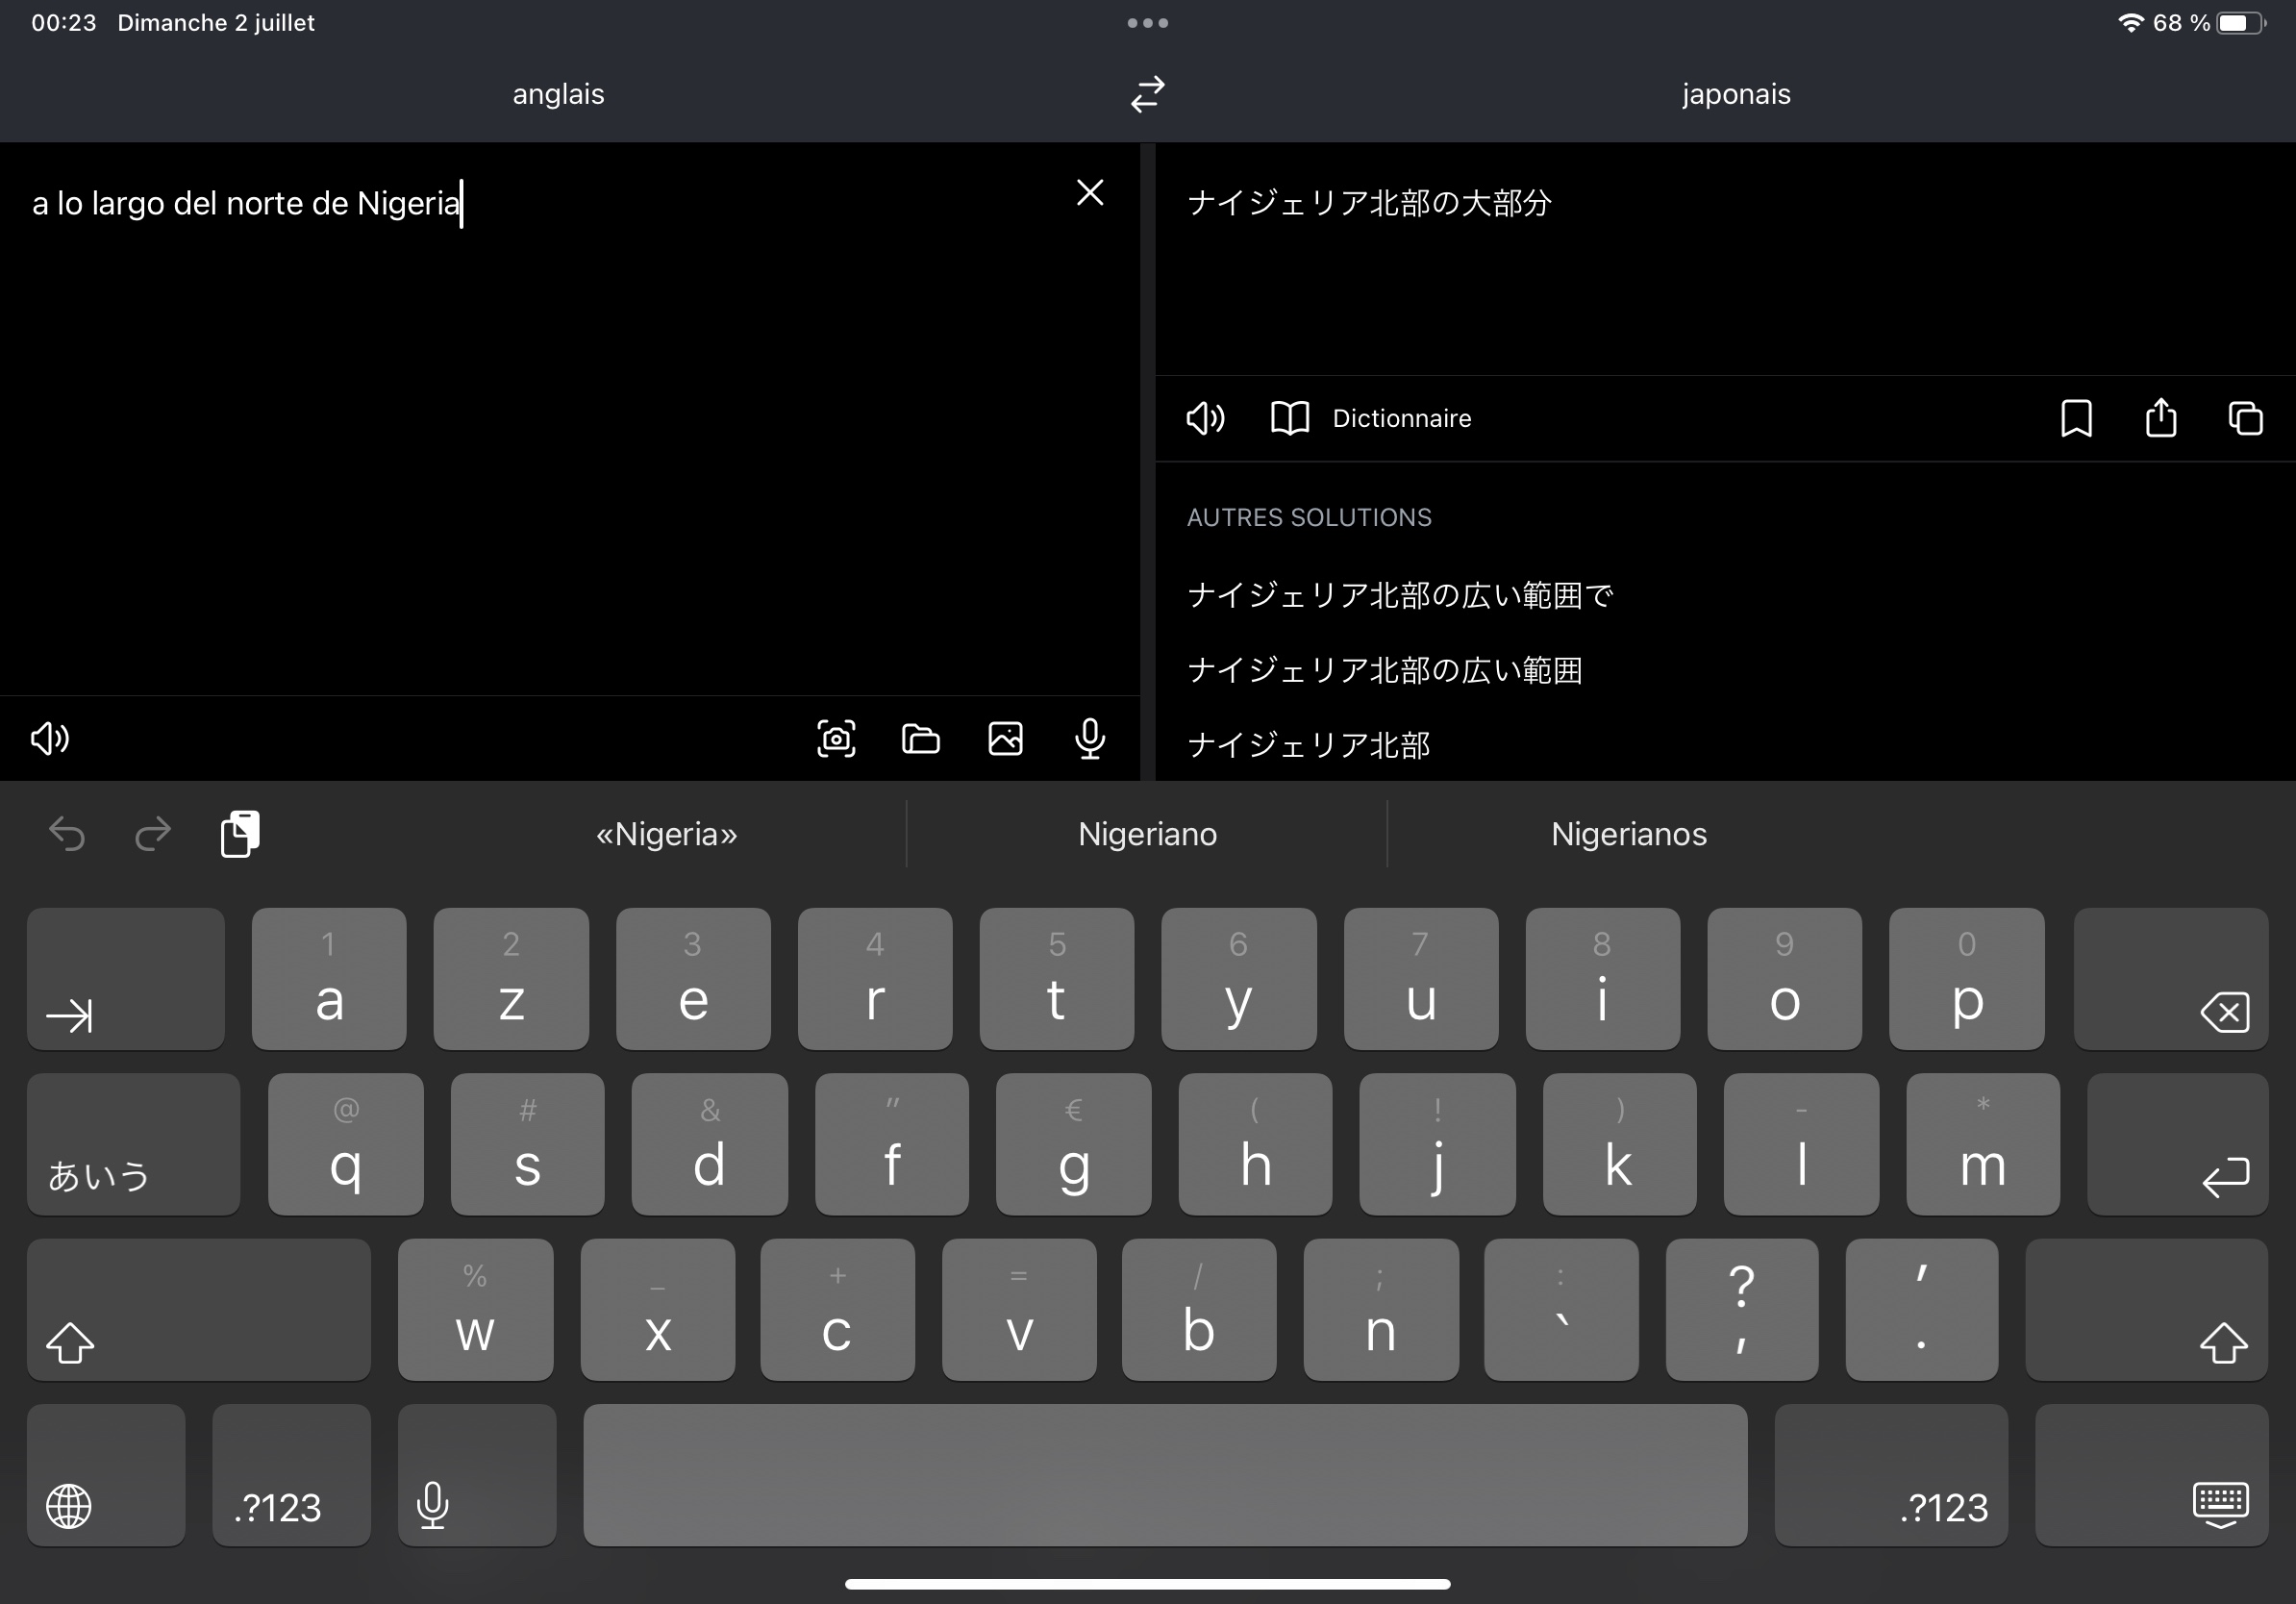 00:23 Dimanche 2 juillet
68 %
anglais
japonais
a lo largo del norte de Nigeria
ナイジェリア北部の大部分
Dictionnaire
AUTRES SOLUTIONS
ナイジェリア北部の広い範囲で
ナイジェリア北部の広い範囲
ナイジェリア北部
«Nigeria» Nigeriano Nigerianos
1 2 3 4 5 6 7 8 9 0
a z e r t y u i o p
@ # & " € ( ! ) - *
あいう q s d f g h j k l m
% _ + = / ; : ? '
w x c v b n ` , .
.?123 .?123